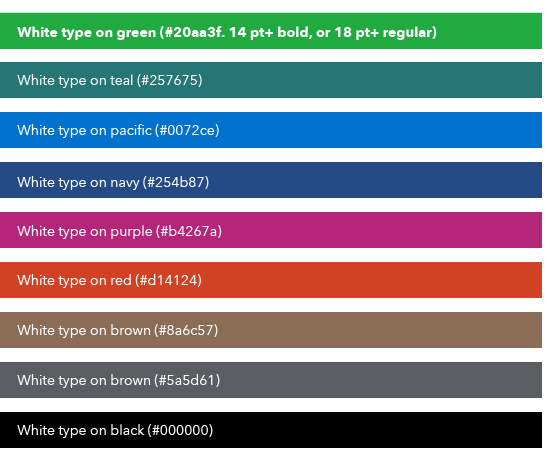 White type on green (#20aa3f. 14 pt+ bold, or 18 pt+ regular)
White type on teal (#257675)
White type on pacific (#0072ce)
White type on navy (#254b87)
White type on purple (#b4267a)
White type on red (#d14124)
White type on brown (#8a6c57)
White type on brown (#5a5d61)
White type on black (#000000)